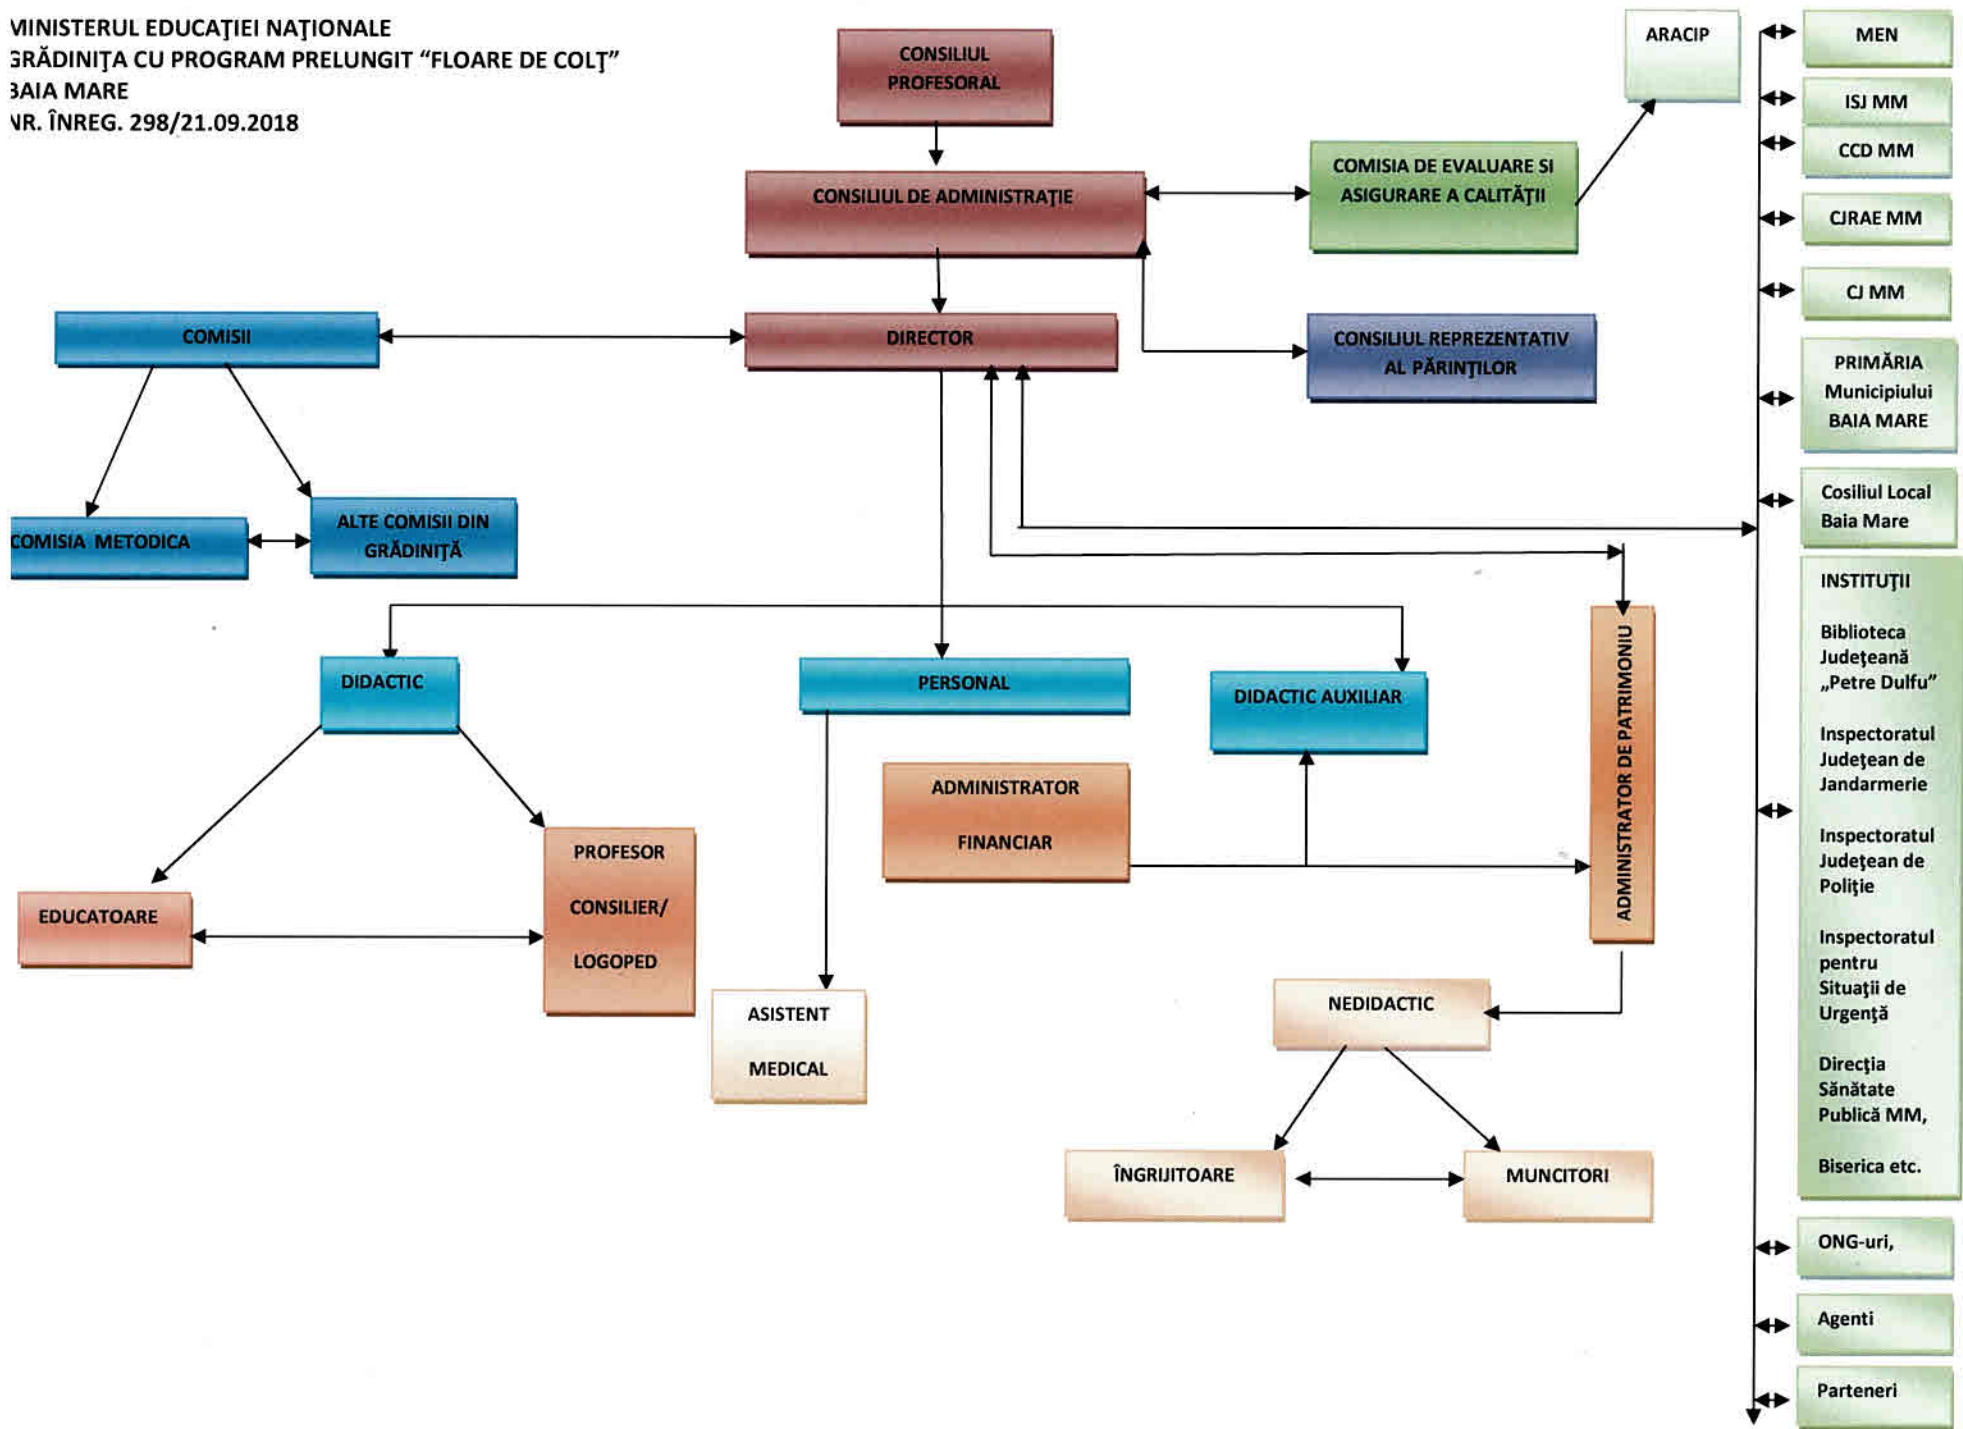 MINISTERUL EDUCAŢIEI NAŢIONALE
GRĂDINIŢA CU PROGRAM PRELUNGIT “FLOARE DE COLŢ”
BAIA MARE
NR. ÎNREG. 298/21.09.2018
CONSILIUL
PROFESORAL
ARACIP
CONSILIUL DE ADMINISTRAŢIE
COMISIA DE EVALUARE SI
ASIGURARE A CALITĂŢII
COMISII
DIRECTOR
CONSILIUL REPREZENTATIV
AL PĂRINŢILOR
COMISIA METODICA
ALTE COMISII DIN
GRĂDINIŢĂ
DIDACTIC
PERSONAL
DIDACTIC AUXILIAR
ADMINISTRATOR DE PATRIMONIU
ADMINISTRATOR
FINANCIAR
EDUCATOARE
PROFESOR
CONSILIER/
LOGOPED
ASISTENT
MEDICAL
NEDIDACTIC
ÎNGRIJITOARE
MUNCITORI
MEN
ISJ MM
CCD MM
CJRAE MM
CJ MM
PRIMĂRIA
Municipiului
BAIA MARE
Cosiliul Local
Baia Mare
INSTITUŢII
Biblioteca
Judeţeană
„Petre Dulfu”
Inspectoratul
Judeţean de
Jandarmerie
Inspectoratul
Judeţean de
Poliţie
Inspectoratul
pentru
Situaţii de
Urgenţă
Direcţia
Sănătate
Publică MM,
Biserica etc.
ONG-uri,
Agenti
Parteneri